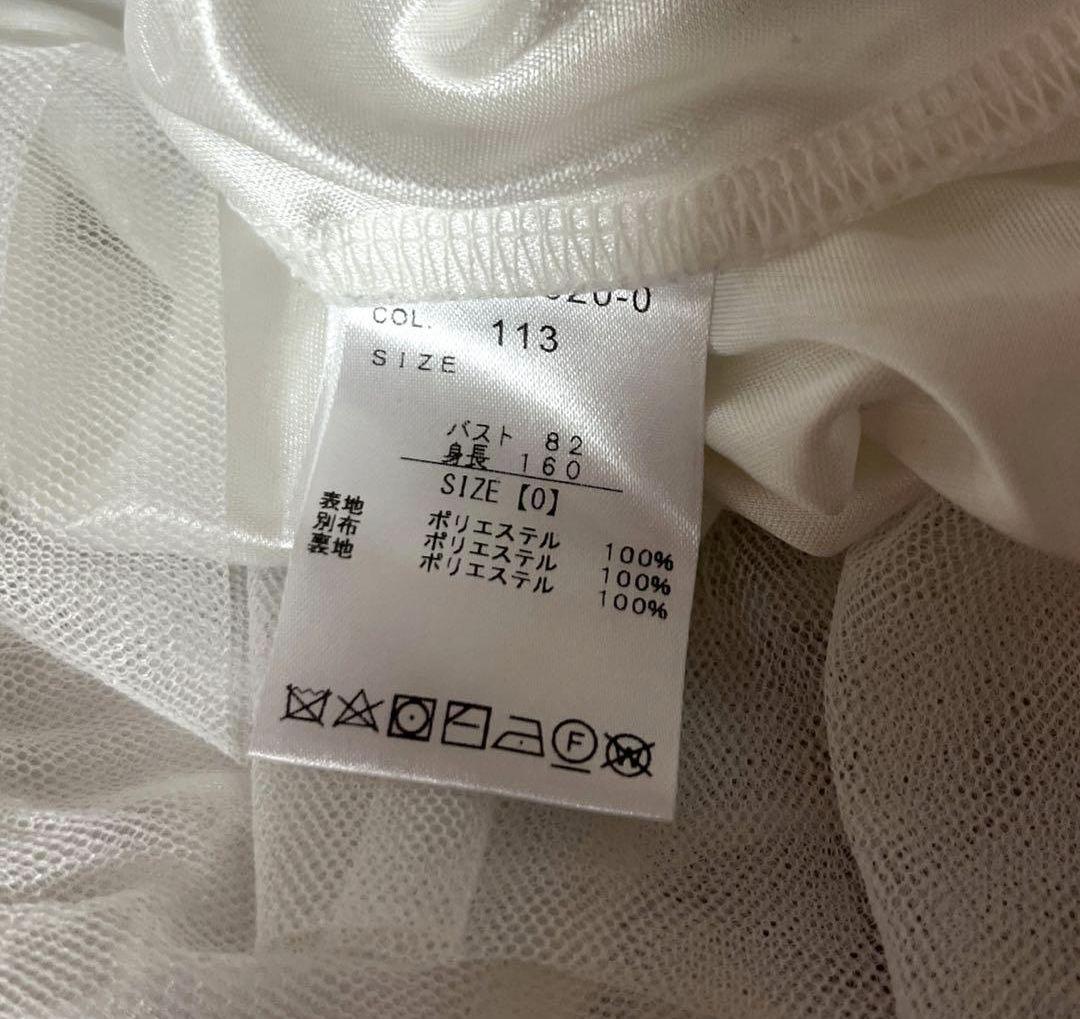 20-0
COL. 113
SIZE
バスト 82
身長 160
SIZE【0】
表地 ポリエステル 100%
別布 ポリエステル 100%
裏地 ポリエステル 100%
F W